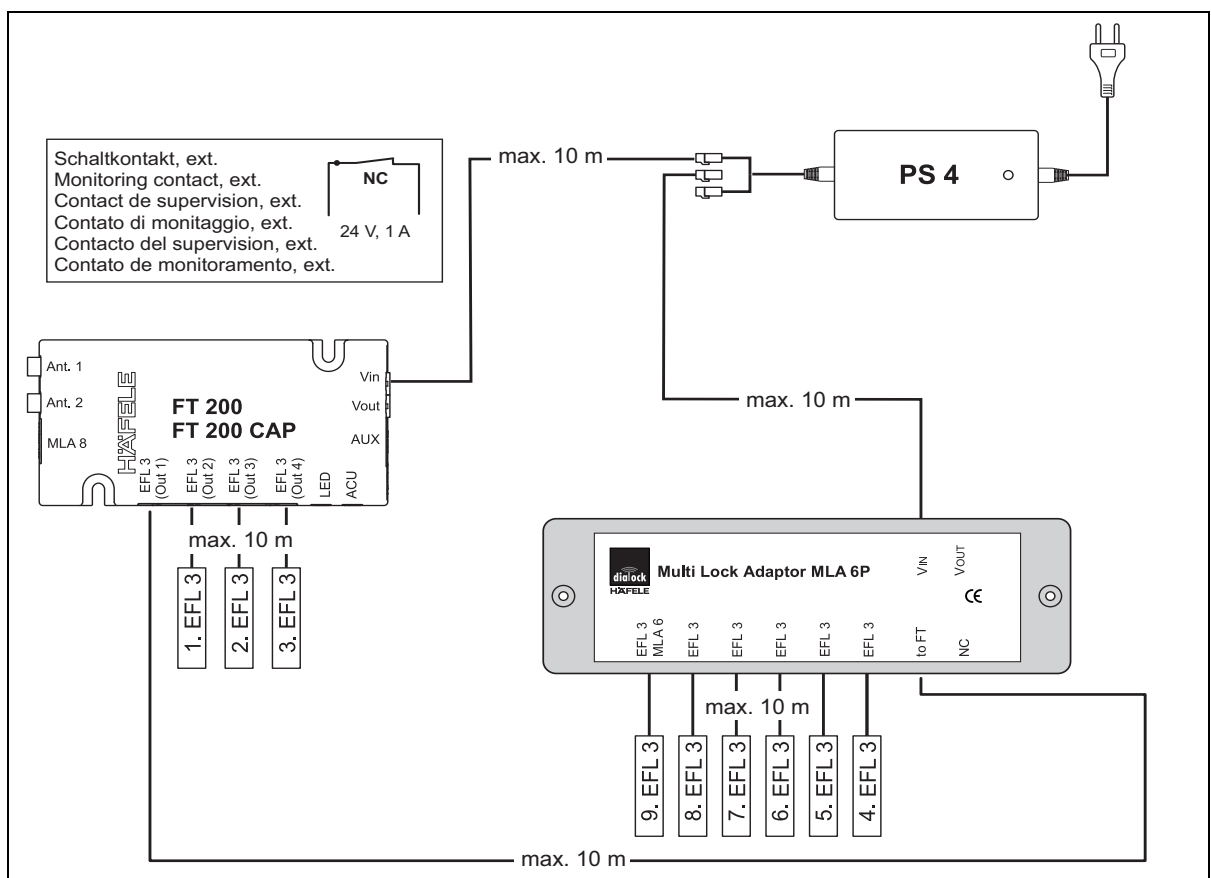 max. 10 m
PS 4
Schaltkontakt, ext.
Monitoring contact, ext.
Contact de supervision, ext.
Contato di monitaggio, ext.
Contacto del supervision, ext.
Contato de monitoramento, ext.
NC
24 V, 1 A
Ant. 1
Ant. 2
MLA 8
HÄFELE
FT 200
FT 200 CAP
Vin
Vout
AUX
EFL 3
(Out 1)
EFL 3
(Out 2)
EFL 3
(Out 3)
EFL 3
(Out 4)
LED
ACU
max. 10 m
1. EFL 3
2. EFL 3
3. EFL 3
max. 10 m
dialock
HÄFELE
Multi Lock Adaptor MLA 6P
VIN
VOUT
CE
EFL 3
MLA 6
EFL 3
EFL 3
EFL 3
EFL 3
EFL 3
to FT
NC
max. 10 m
9. EFL 3
8. EFL 3
7. EFL 3
6. EFL 3
5. EFL 3
4. EFL 3
max. 10 m